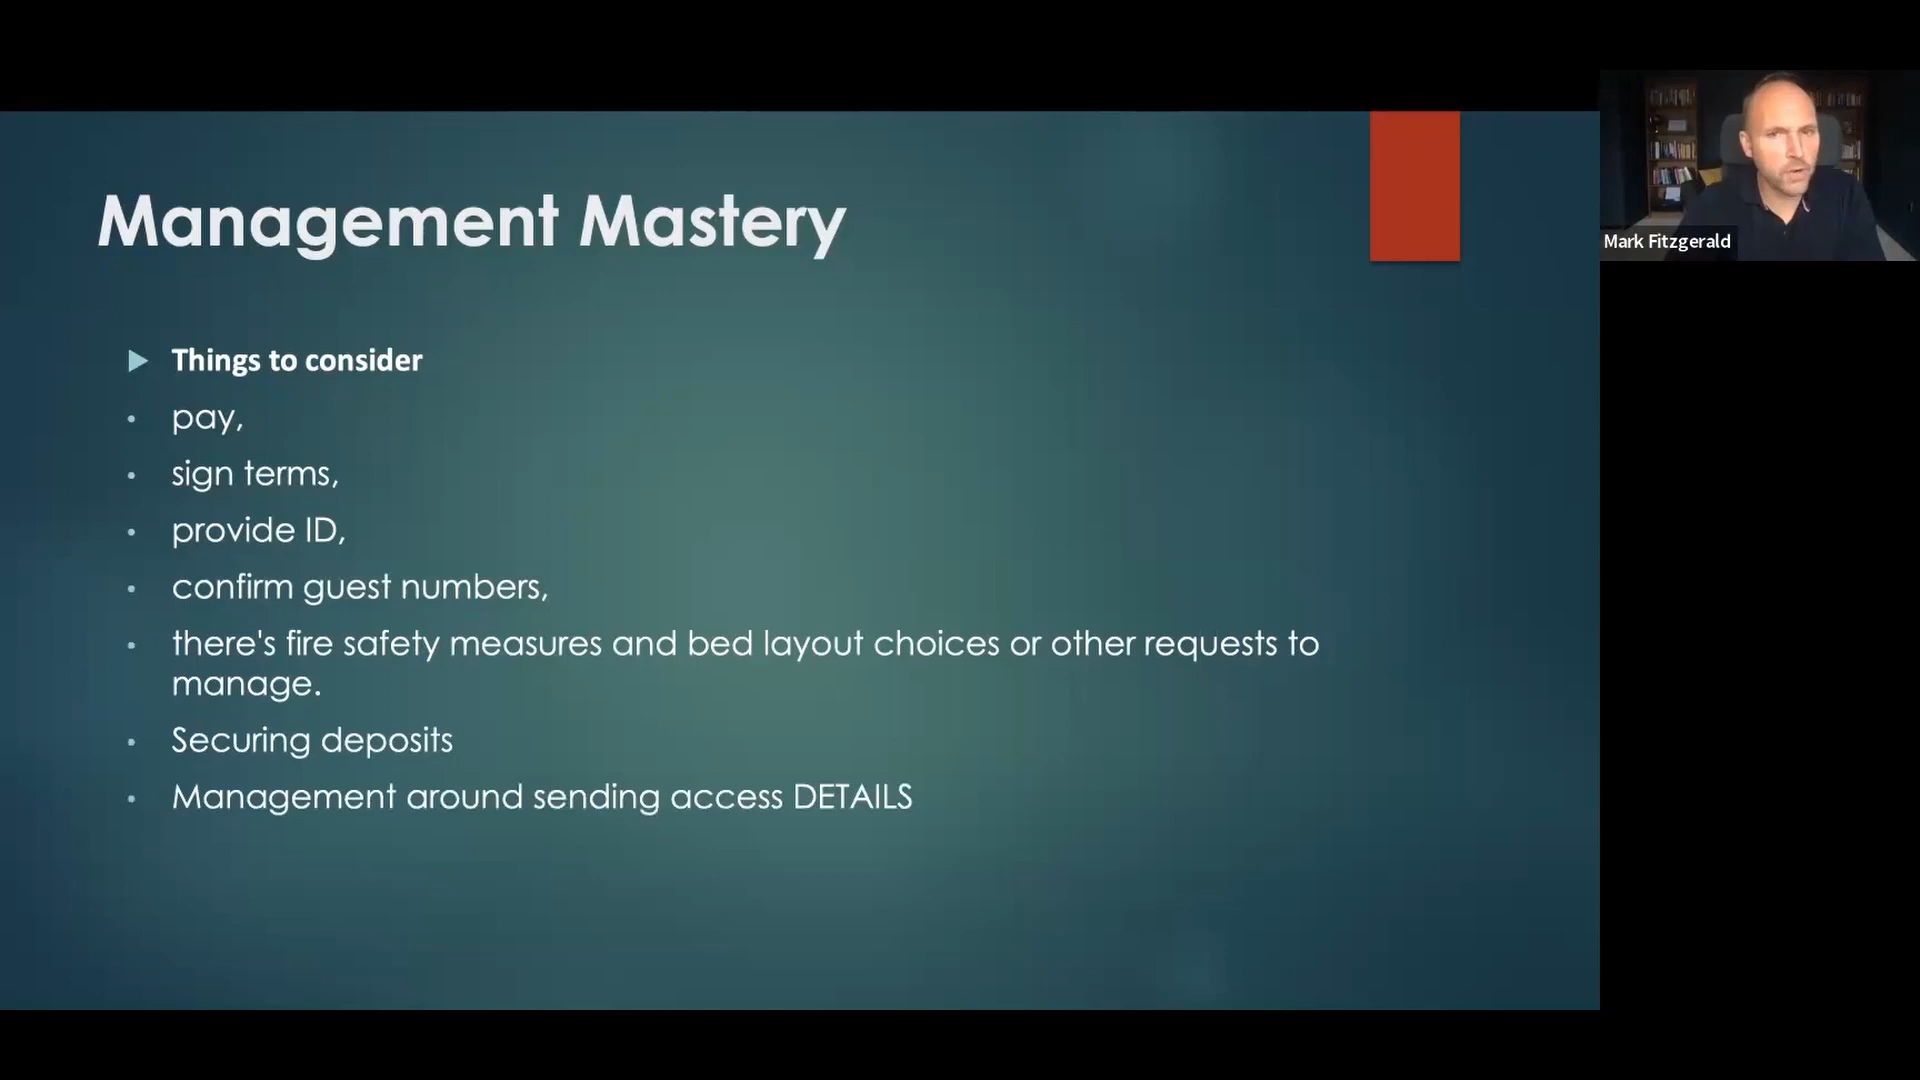 Management Mastery
Things to consider
pay,
sign terms,
provide ID,
confirm guest numbers,
there's fire safety measures and bed layout choices or other requests to
manage.
Securing deposits
Management around sending access DETAILS
Mark Fitzgerald